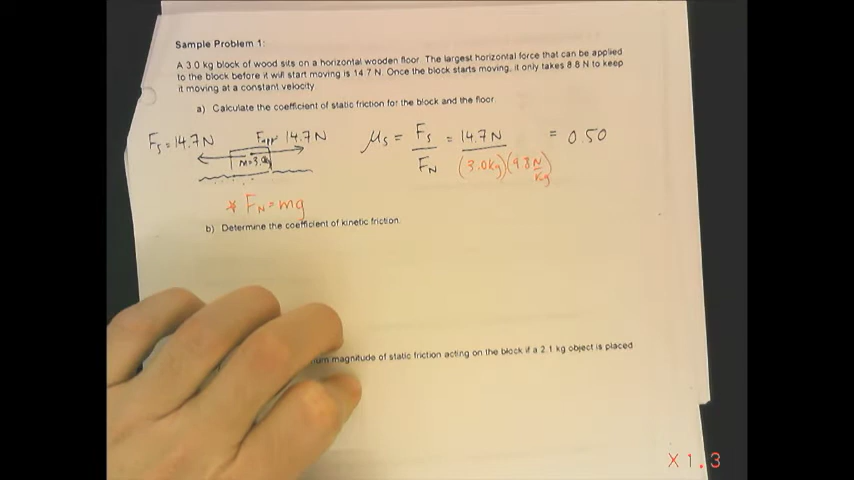 Sample Problem 1:
A 3.0 kg block of wood sits on a horizontal wooden floor. The largest horizontal force that can be applied
to the block before it will start moving is 14.7 N. Once the block starts moving, it only takes 8.8 N to keep
it moving at a constant velocity.
a) Calculate the coefficient of static friction for the block and the floor.
Fs = 14.7N Fapp 14.7N
m=3.0
μs = Fs / FN = 14.7N / (3.0kg)(9.8 N/kg) = 0.50
* FN = mg
b) Determine the coefficient of kinetic friction.
magnitude of static friction acting on the block if a 2.1 kg object is placed
X1.3